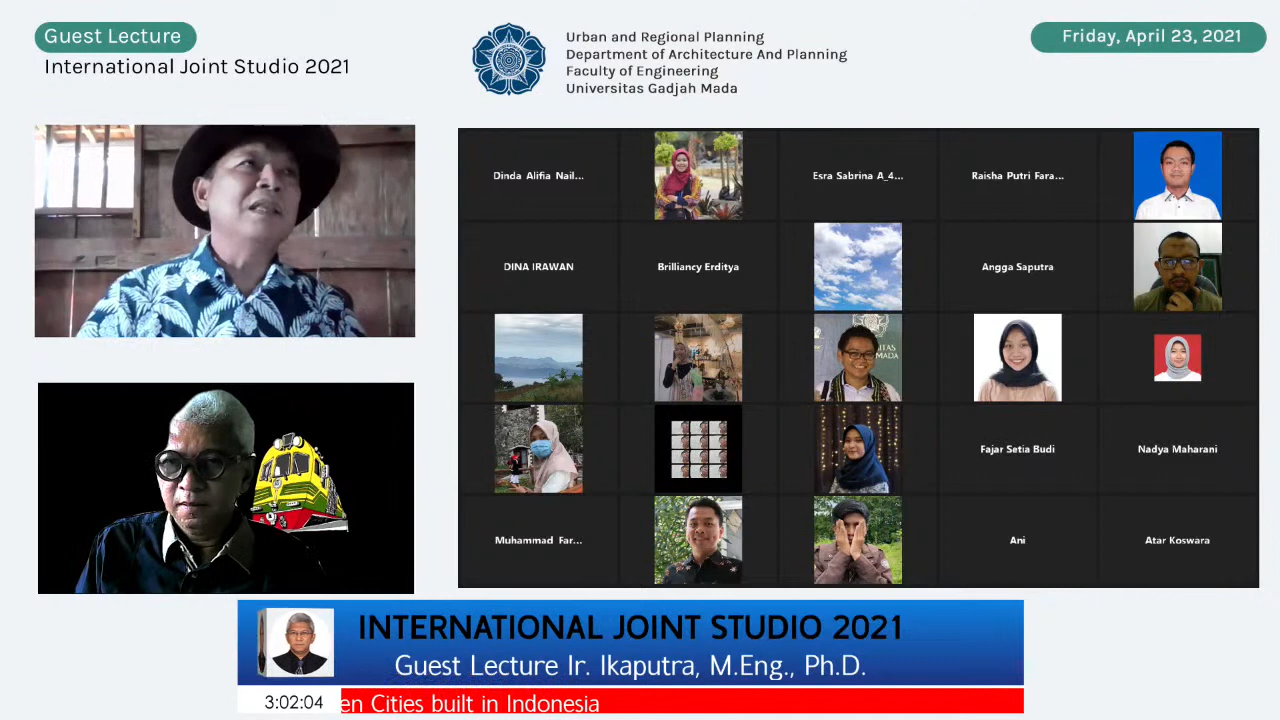 Guest Lecture
International Joint Studio 2021
Urban and Regional Planning
Department of Architecture And Planning
Faculty of Engineering
Universitas Gadjah Mada
Friday, April 23, 2021
Dinda Alifia Nail...
Esra Sabrina A_4...
Raisha Putri Fara...
DINA IRAWAN
Brilliancy Erditya
Angga Saputra
ITAS
MADA
Fajar Setia Budi
Nadya Maharani
Muhammad Far...
Ani
Atar Koswara
INTERNATIONAL JOINT STUDIO 2021
Guest Lecture Ir. Ikaputra, M.Eng., Ph.D.
3:02:04
en Cities built in Indonesia